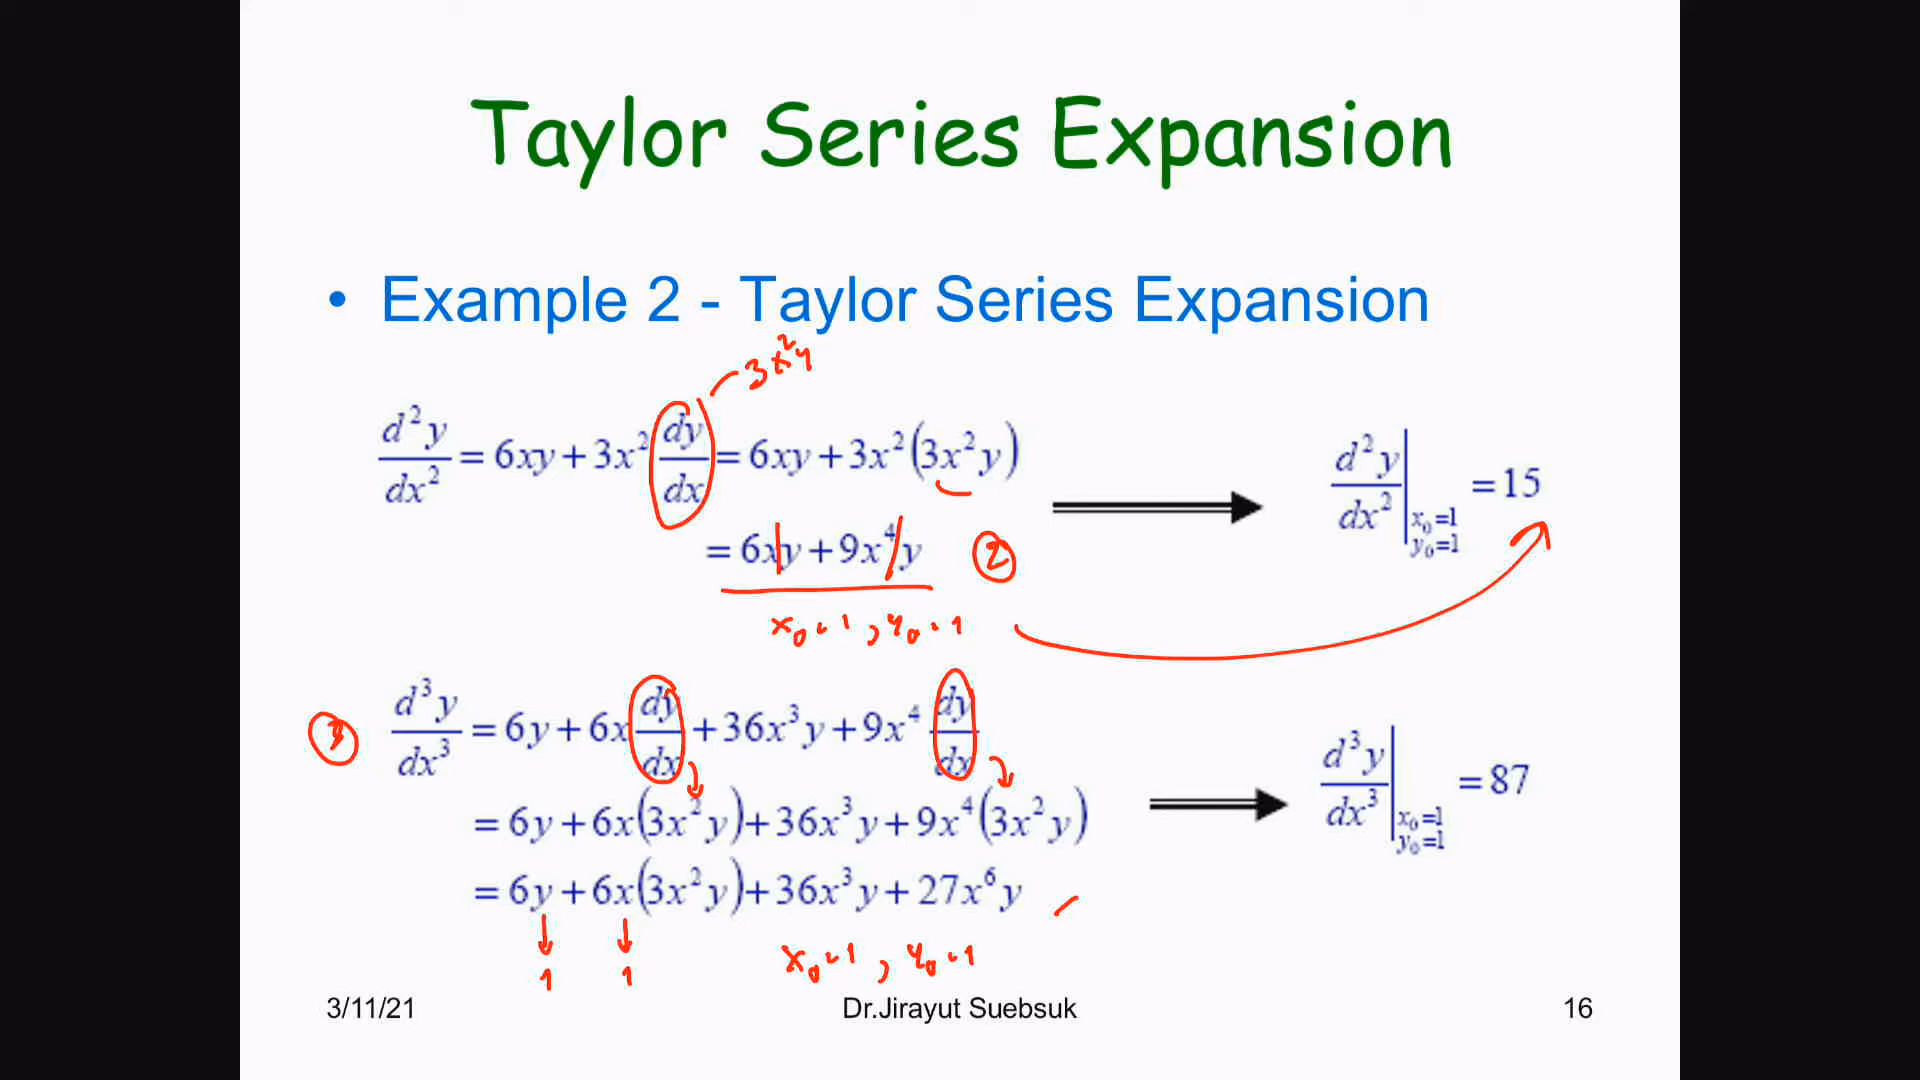 Taylor Series Expansion
• Example 2 - Taylor Series Expansion
3x²y
d²y/dx² = 6xy + 3x² dy/dx = 6xy + 3x²(3x²y)
d²y/dx² | x₀=1 y₀=1 = 15
= 6xy + 9x⁴y ②
x₀=1, y₀=1
③ d³y/dx³ = 6y + 6x dy/dx + 36x³y + 9x⁴ dy/dx
d³y/dx³ | x₀=1 y₀=1 = 87
= 6y + 6x(3x²y) + 36x³y + 9x⁴(3x²y)
= 6y + 6x(3x²y) + 36x³y + 27x⁶y
1 1 x₀=1, y₀=1
3/11/21 Dr.Jirayut Suebsuk 16